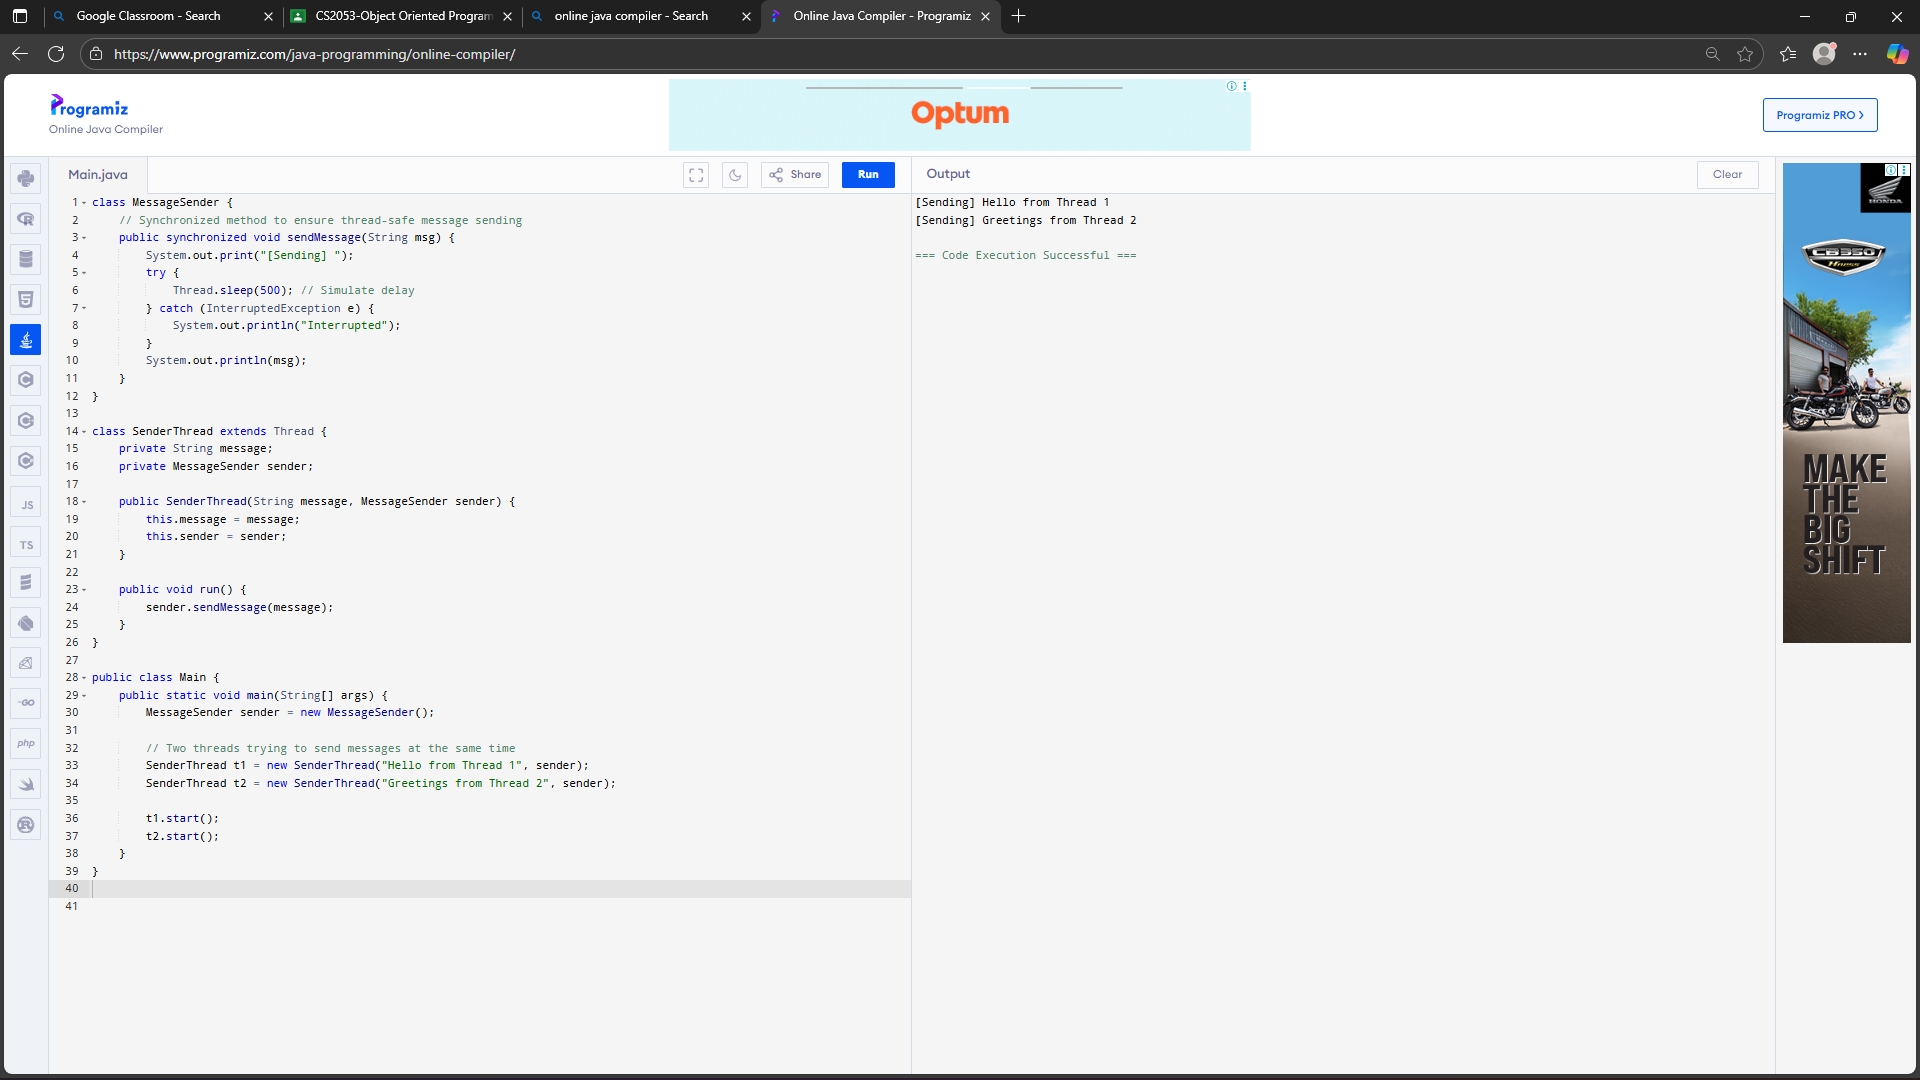 Google Classroom - Search
CS2053-Object Oriented Program
online java compiler - Search
Online Java Compiler - Programiz
https://www.programiz.com/java-programming/online-compiler/
Programiz
Online Java Compiler
Optum
Programiz PRO >
Main.java
Share
Run
Output
Clear
1 class MessageSender {
2     // Synchronized method to ensure thread-safe message sending
3     public synchronized void sendMessage(String msg) {
4         System.out.print("[Sending] ");
5         try {
6             Thread.sleep(500); // Simulate delay
7         } catch (InterruptedException e) {
8             System.out.println("Interrupted");
9         }
10         System.out.println(msg);
11     }
12 }
13
14 class SenderThread extends Thread {
15     private String message;
16     private MessageSender sender;
17
18     public SenderThread(String message, MessageSender sender) {
19         this.message = message;
20         this.sender = sender;
21     }
22
23     public void run() {
24         sender.sendMessage(message);
25     }
26 }
27
28 public class Main {
29     public static void main(String[] args) {
30         MessageSender sender = new MessageSender();
31
32         // Two threads trying to send messages at the same time
33         SenderThread t1 = new SenderThread("Hello from Thread 1", sender);
34         SenderThread t2 = new SenderThread("Greetings from Thread 2", sender);
35
36         t1.start();
37         t2.start();
38     }
39 }
40
41
[Sending] Hello from Thread 1
[Sending] Greetings from Thread 2
=== Code Execution Successful ===
JS
TS
GO
php
HONDA
CB350
H'ness
MAKE
THE
BIG
SHIFT